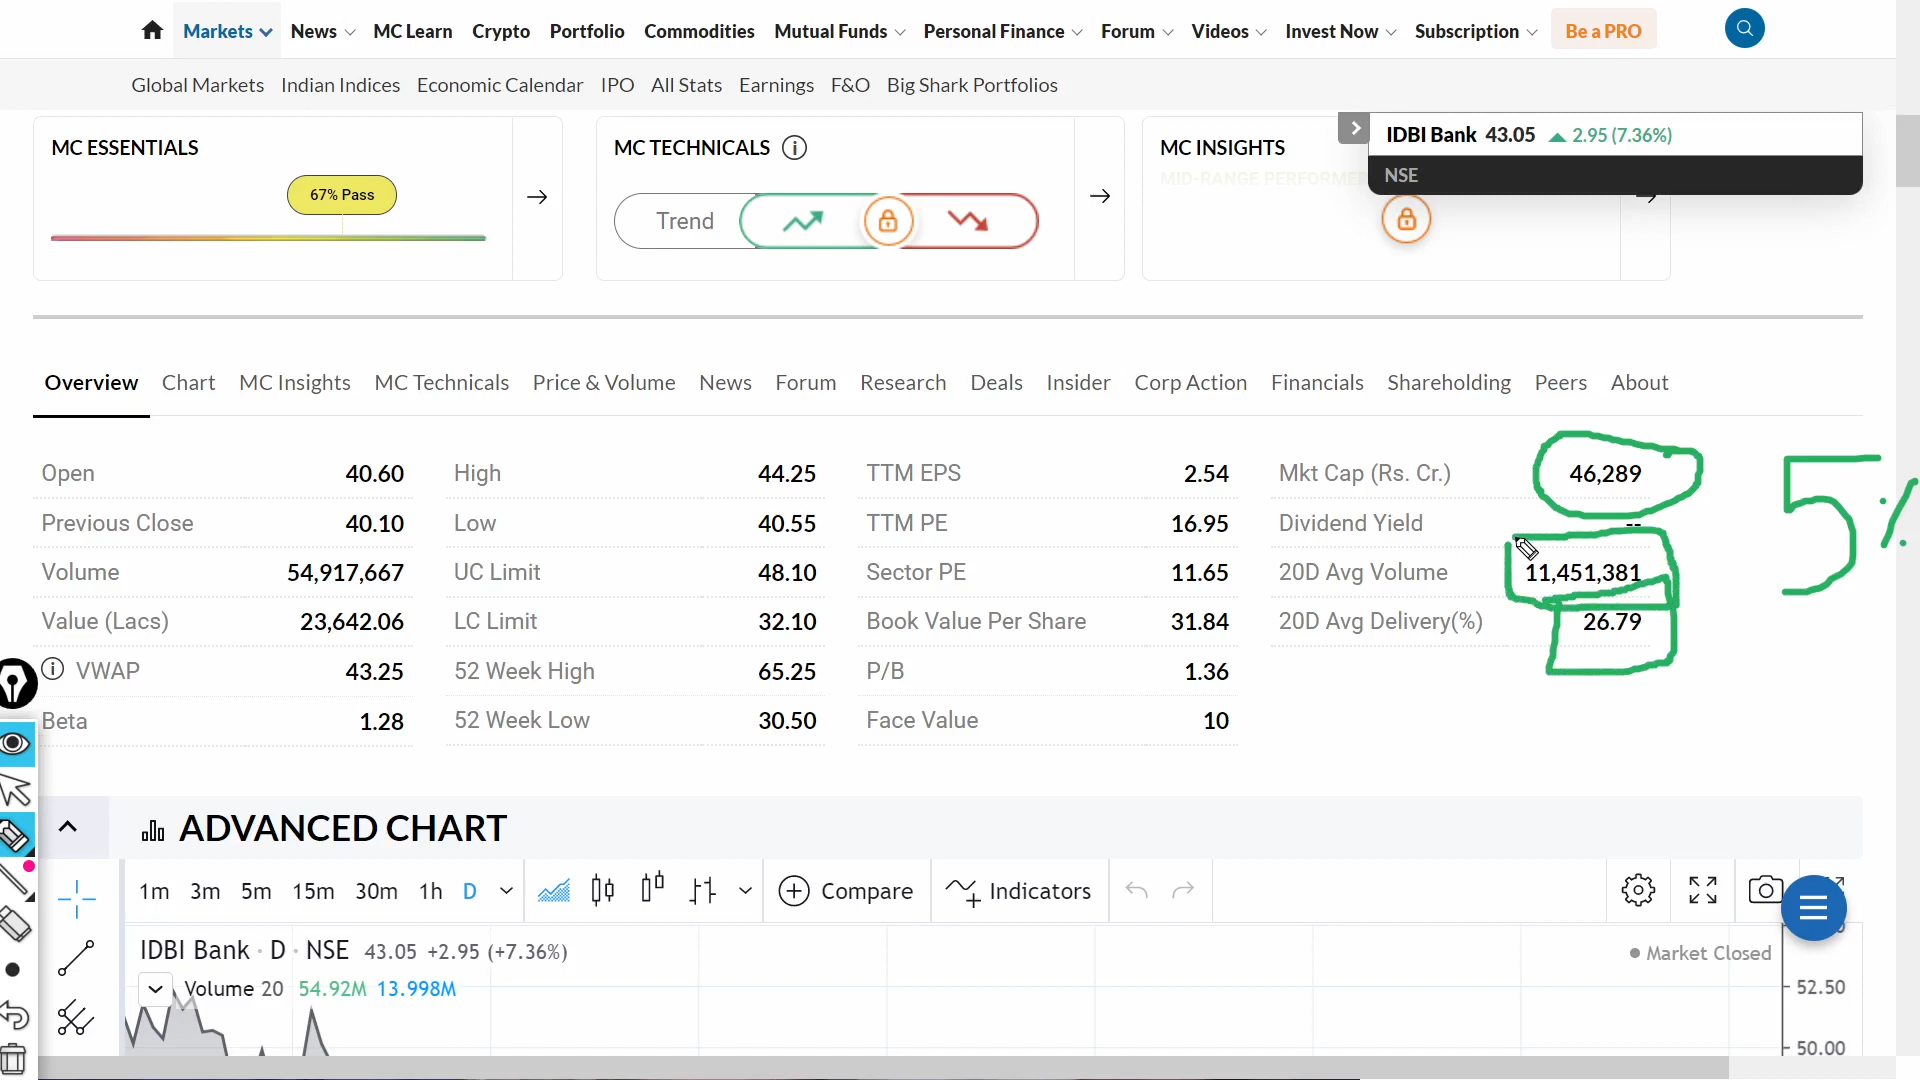 Markets News MC Learn Crypto Portfolio Commodities Mutual Funds Personal Finance Forum Videos Invest Now Subscription Be a PRO
Global Markets Indian Indices Economic Calendar IPO All Stats Earnings F&O Big Shark Portfolios
MC ESSENTIALS
67% Pass
MC TECHNICALS
Trend
MC INSIGHTS
MID-RANGE PERFORME
IDBI Bank 43.05 2.95 (7.36%)
NSE
Overview Chart MC Insights MC Technicals Price & Volume News Forum Research Deals Insider Corp Action Financials Shareholding Peers About
Open 40.60 High 44.25 TTM EPS 2.54 Mkt Cap (Rs. Cr.) 46,289
5%
Previous Close 40.10 Low 40.55 TTM PE 16.95 Dividend Yield --
Volume 54,917,667 UC Limit 48.10 Sector PE 11.65 20D Avg Volume 11,451,381
Value (Lacs) 23,642.06 LC Limit 32.10 Book Value Per Share 31.84 20D Avg Delivery(%) 26.79
VWAP 43.25 52 Week High 65.25 P/B 1.36
Beta 1.28 52 Week Low 30.50 Face Value 10
ADVANCED CHART
1m 3m 5m 15m 30m 1h D Compare Indicators
IDBI Bank · D · NSE 43.05 +2.95 (+7.36%)
Market Closed
Volume 20 54.92M 13.998M
52.50
50.00